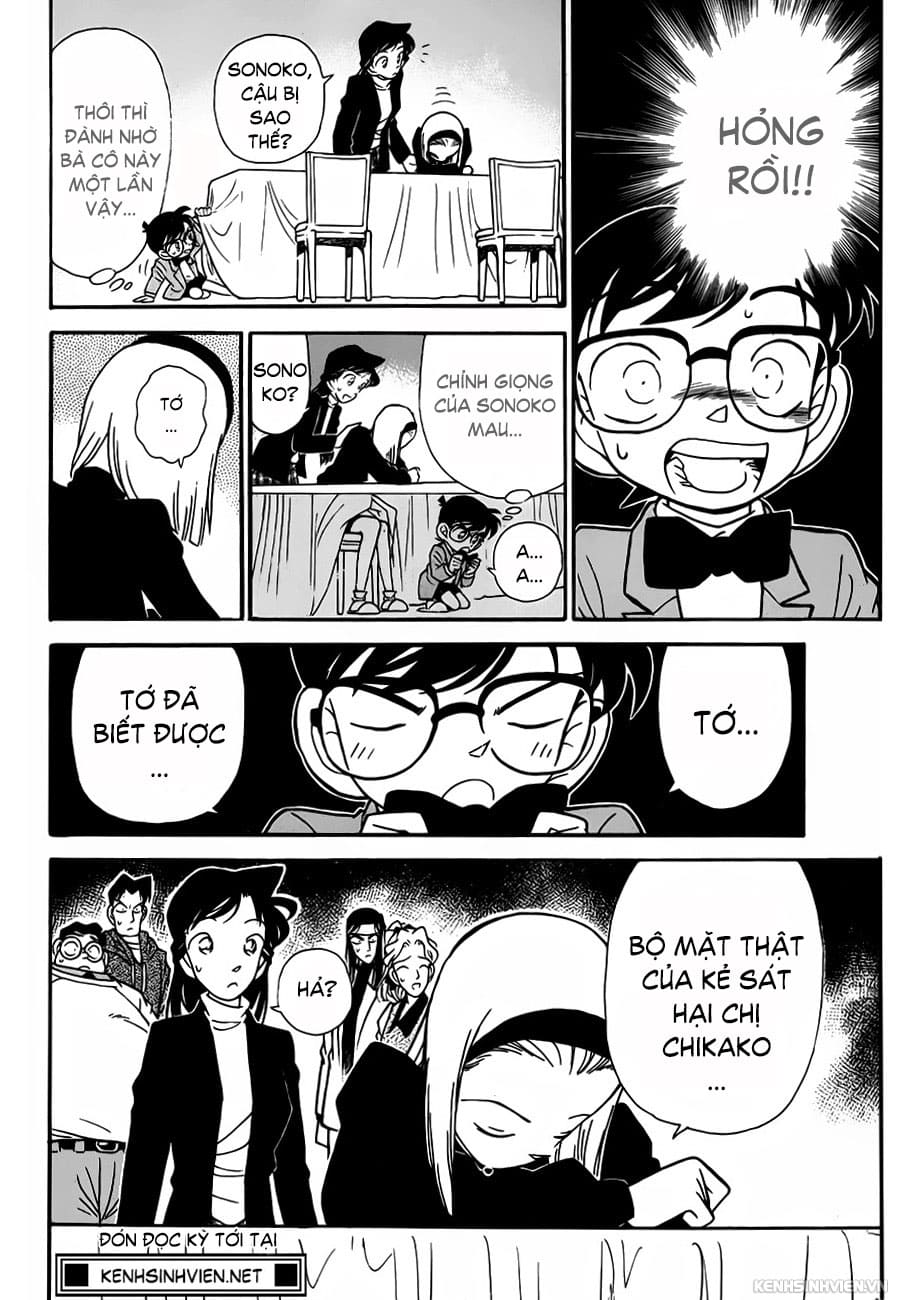 HỎNG
RỒI!!
SONOKO,
CẬU BỊ
SAO
THẾ?
THÔI THÌ
ĐÀNH NHỜ
BÀ CÔ NÀY
MỘT LẦN
VẬY...
CHỈNH GIỌNG
CỦA SONOKO
MAU...
SONO
KO?
A...
A...
TỚ
...
TỚ...
TỚ ĐÃ
BIẾT ĐƯỢC
...
BỘ MẶT THẬT
CỦA KẺ SÁT
HẠI CHỊ
CHIKAKO
...
HẢ?
ĐÓN ĐỌC KỲ TỚI TẠI
KENHSINHVIEN.NET
KENHSINHVIEN.VN